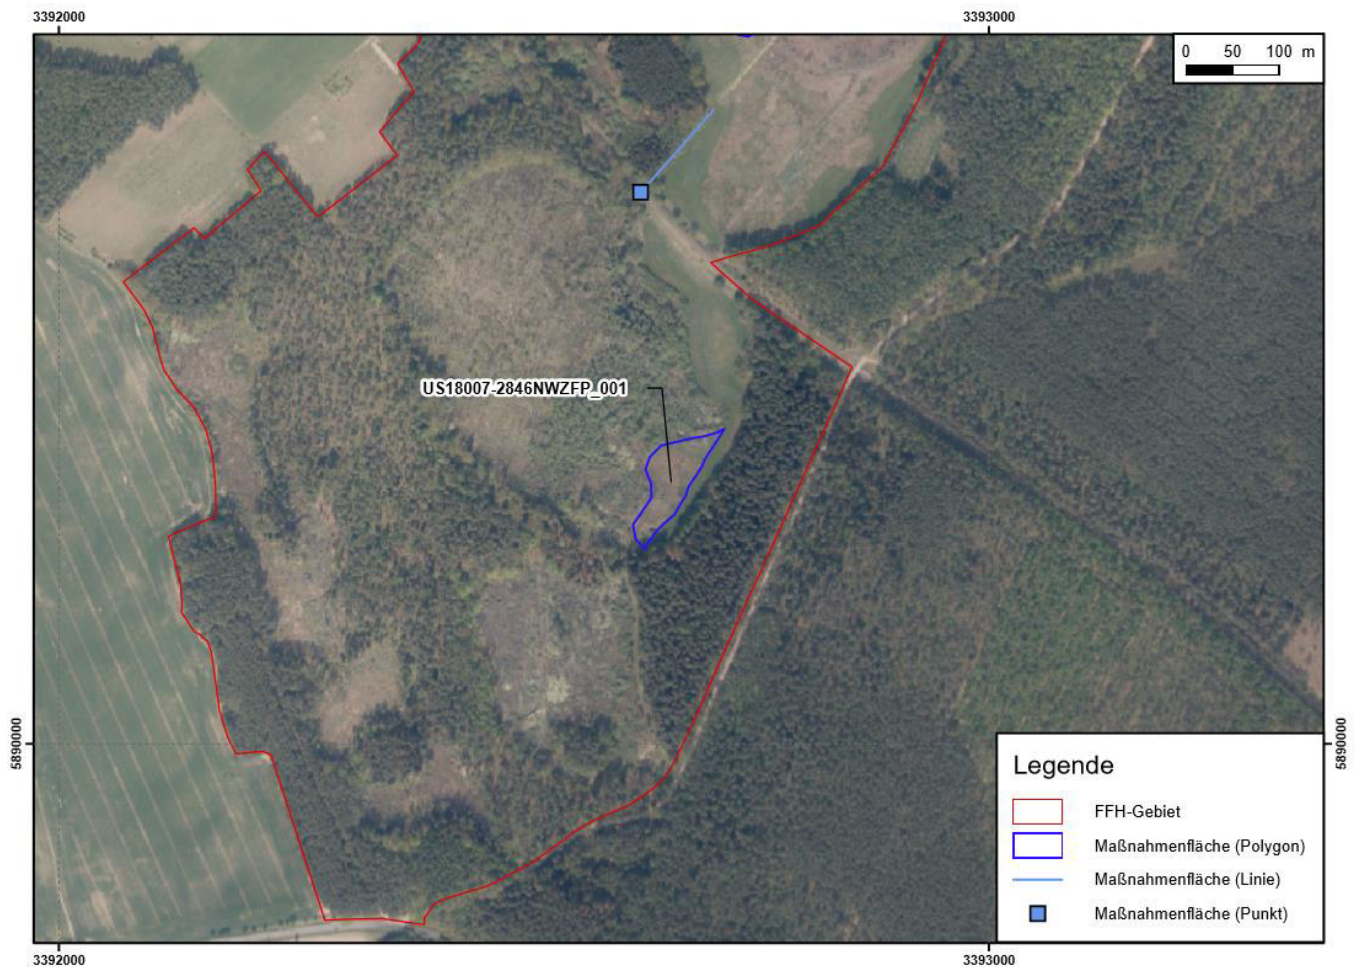 3392000
3393000
0 50 100 m
US18007-2846NWZFP_001
5890000
5890000
Legende
FFH-Gebiet
Maßnahmenfläche (Polygon)
Maßnahmenfläche (Linie)
Maßnahmenfläche (Punkt)
3392000
3393000